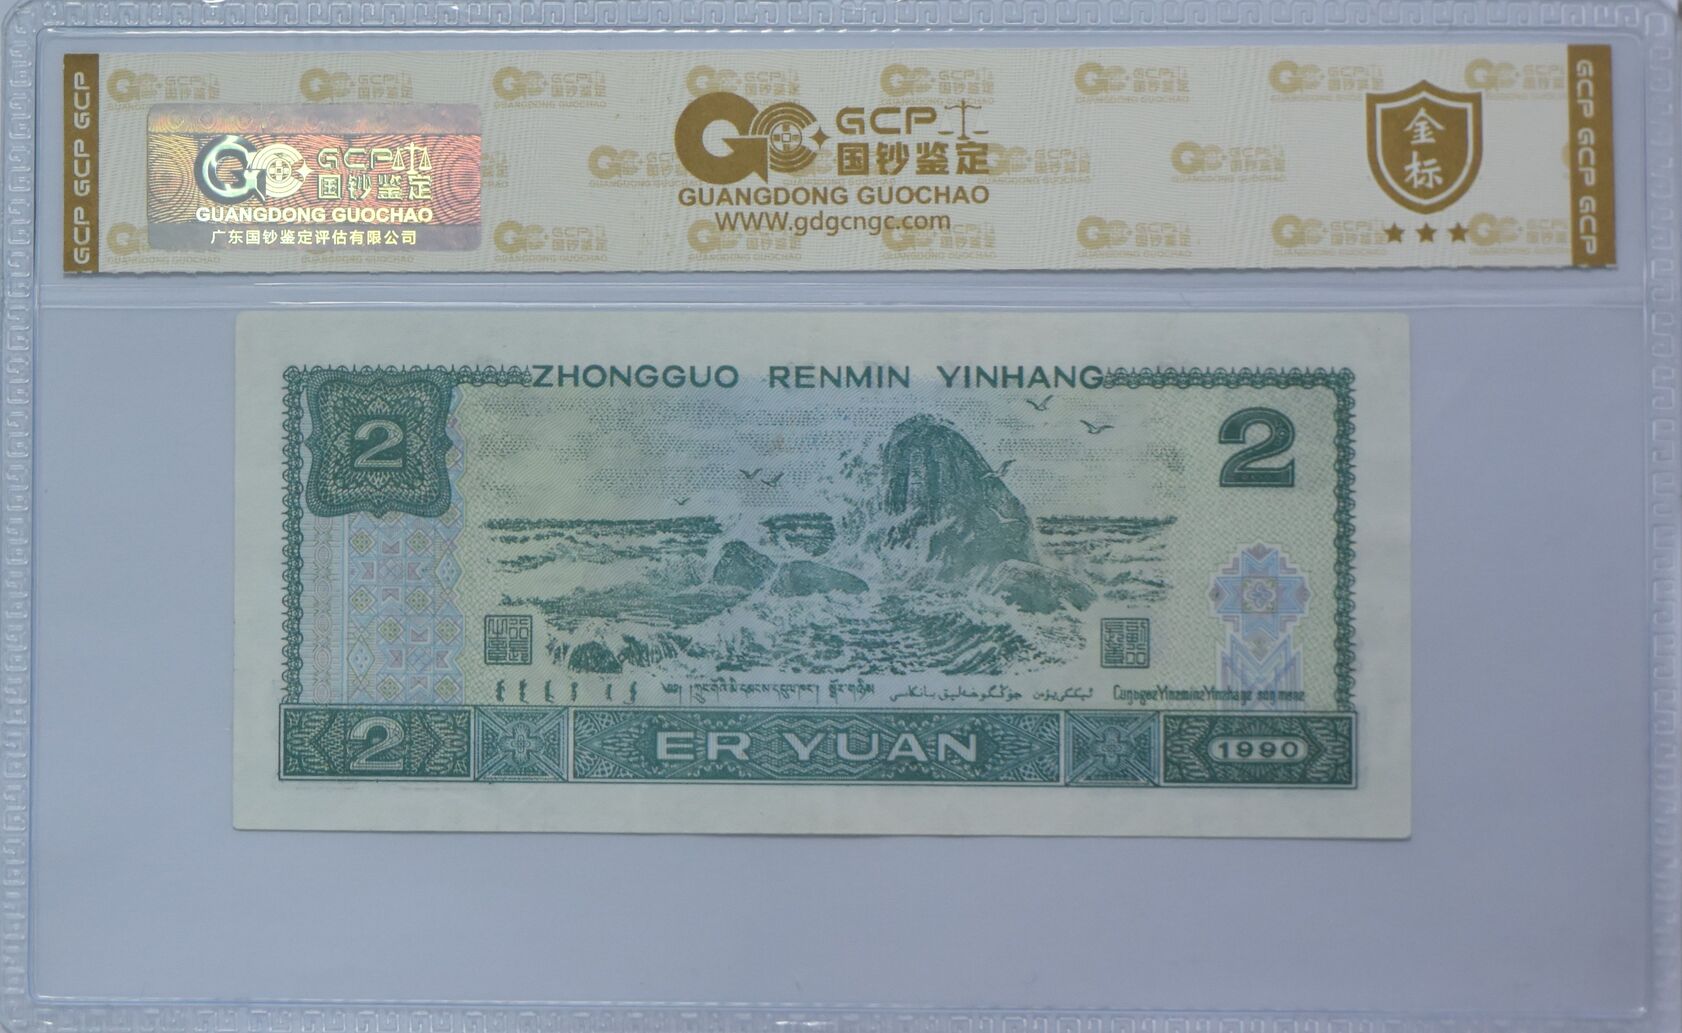 GCP GCP GCP
GCP 国钞鉴定
GUANGDONG GUOCHAO
广东国钞鉴定评估有限公司
GCP
国钞鉴定
GUANGDONG GUOCHAO
WWW.gdgcngc.com
金标
GCP GCP GCP
ZHONGGUO RENMIN YINHANG
2
2
2
ER YUAN
1990